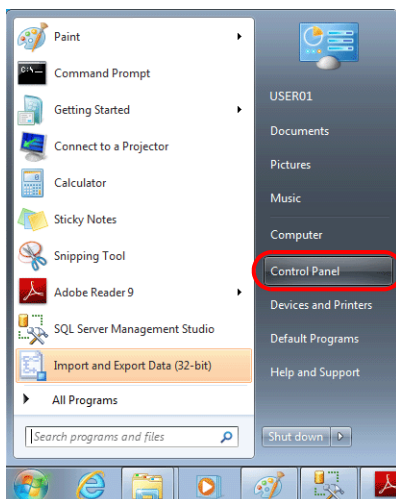 Paint
Command Prompt
Getting Started
Connect to a Projector
Calculator
Sticky Notes
Snipping Tool
Adobe Reader 9
SQL Server Management Studio
Import and Export Data (32-bit)
All Programs
Search programs and files
USER01
Documents
Pictures
Music
Computer
Control Panel
Devices and Printers
Default Programs
Help and Support
Shut down